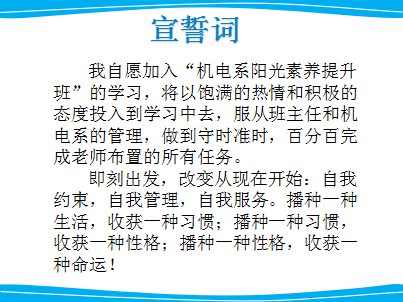 宣誓词
我自愿加入“机电系阳光素养提升
班”的学习，将以饱满的热情和积极的
态度投入到学习中去，服从班主任和机
电系的管理，做到守时准时，百分百完
成老师布置的所有任务。
即刻出发，改变从现在开始：自我
约束，自我管理，自我服务。播种一种
生活，收获一种习惯；播种一种习惯，
收获一种性格；播种一种性格，收获一
种命运！